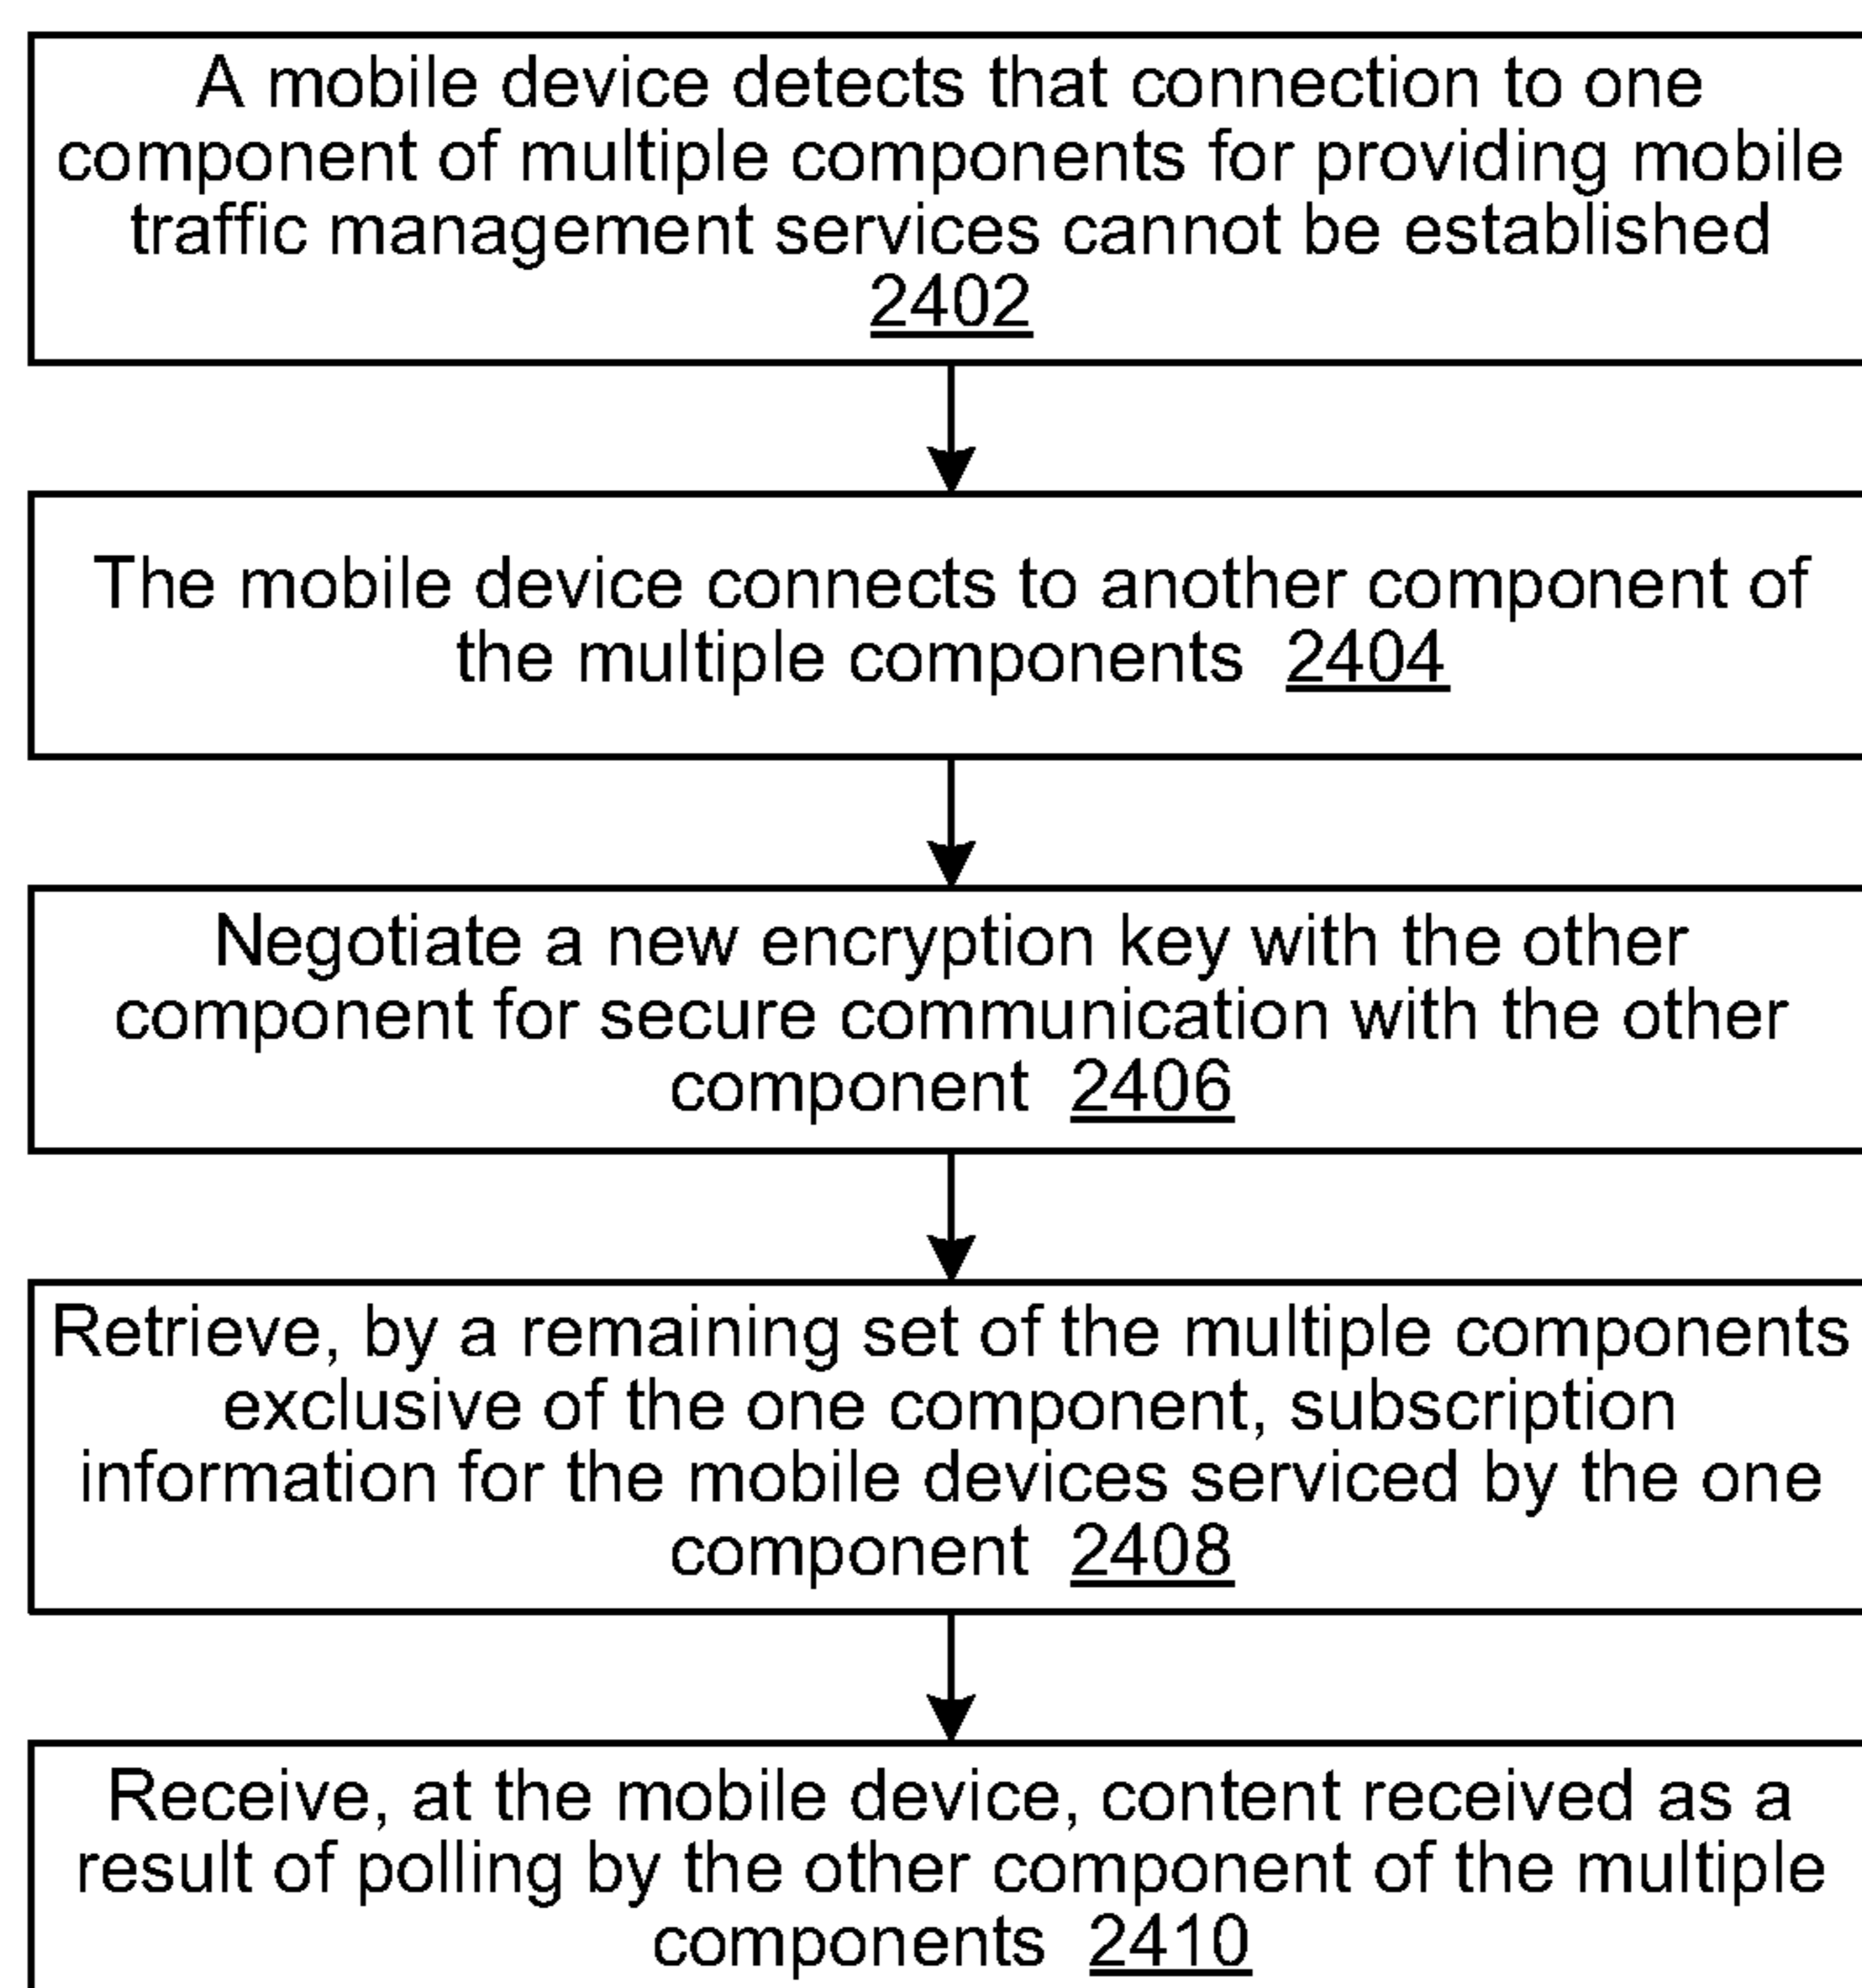 A mobile device detects that connection to one
component of multiple components for providing mobile
traffic management services cannot be established
2402
The mobile device connects to another component of
the multiple components 2404
Negotiate a new encryption key with the other
component for secure communication with the other
component 2406
Retrieve, by a remaining set of the multiple components
exclusive of the one component, subscription
information for the mobile devices serviced by the one
component 2408
Receive, at the mobile device, content received as a
result of polling by the other component of the multiple
components 2410